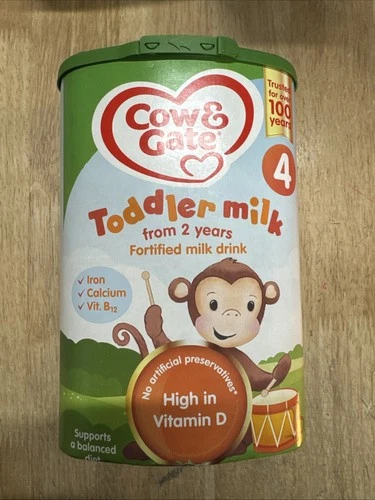 Cow&
Gate
Trusted
for over
100
years
4
Toddler milk
from 2 years
Fortified milk drink
✓ Iron
✓ Calcium
✓ Vit. B12
No artificial preservatives*
High in
Vitamin D
Supports
a balanced
diet